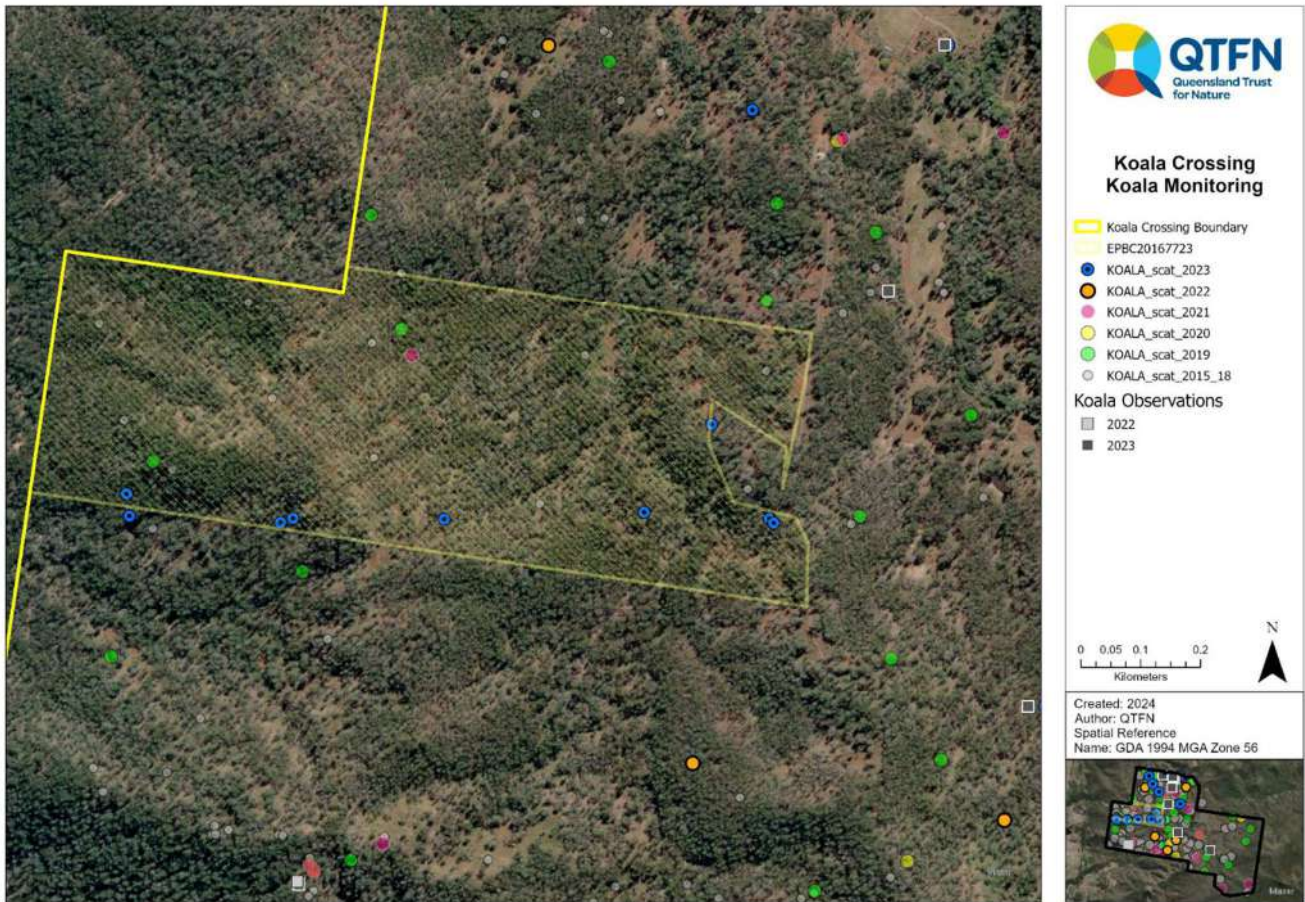 QTFN
Queensland Trust
for Nature
Koala Crossing
Koala Monitoring
Koala Crossing Boundary
EPBC20167723
KOALA_scat_2023
KOALA_scat_2022
KOALA_scat_2021
KOALA_scat_2020
KOALA_scat_2019
KOALA_scat_2015_18
Koala Observations
2022
2023
N
0 0.05 0.1 0.2
Kilometers
Created: 2024
Author: QTFN
Spatial Reference
Name: GDA 1994 MGA Zone 56